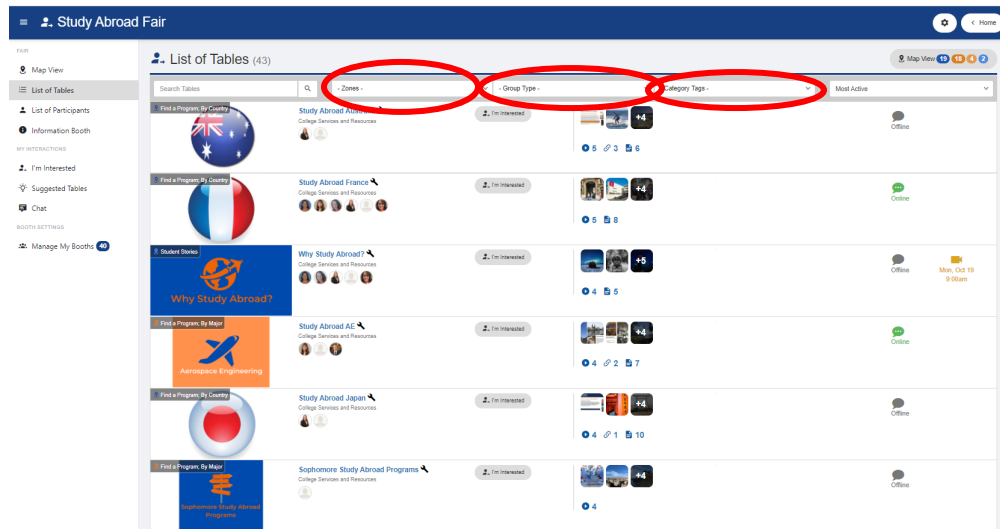 Study Abroad Fair
Home
FAIR
Map View
List of Tables
List of Participants
Information Booth
MY INTERACTIONS
I'm Interested
Suggested Tables
Chat
BOOTH SETTINGS
Manage My Booths 40
List of Tables (43)
Map View 19 18 4 2
Search Tables
- Zones -
- Group Type -
Category Tags -
Most Active
Find a Program; By Country
Study Abroad
College Services and Resources
I'm Interested
+4
5 3 6
Offline
Find a Program; By Country
Study Abroad France
College Services and Resources
I'm Interested
+4
5 8
Online
Student Stories
Why Study Abroad?
Why Study Abroad?
College Services and Resources
I'm Interested
+5
4 5
Offline
Mon, Oct 19
9:00am
Find a Program; By Major
Aerospace Engineering
Study Abroad AE
College Services and Resources
I'm Interested
+4
4 2 7
Online
Find a Program; By Country
Study Abroad Japan
College Services and Resources
I'm Interested
+4
4 1 10
Offline
Find a Program; By Major
Sophomore Study Abroad
Programs
Sophomore Study Abroad Programs
College Services and Resources
I'm Interested
+4
4
Offline